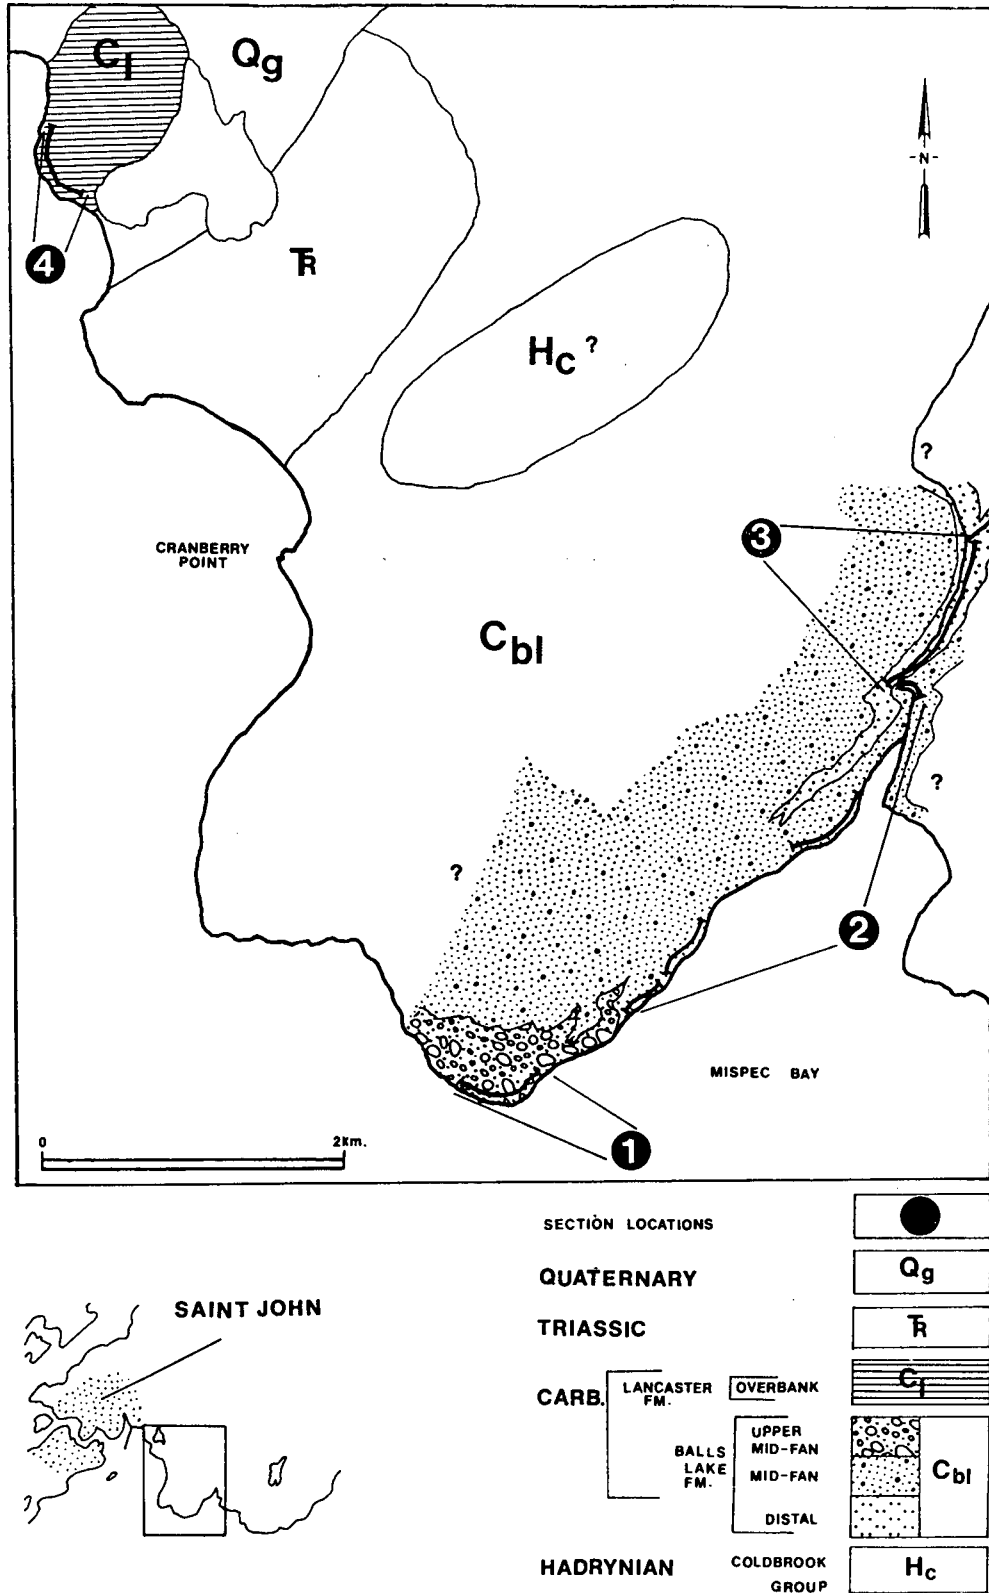 Cl
Qg
-N-
4
TR
Hc ?
?
3
CRANBERRY
POINT
Cbl
?
?
2
MISPEC BAY
1
0 2km.
SECTION LOCATIONS
QUATERNARY Qg
SAINT JOHN
TRIASSIC TR
CARB. LANCASTER FM. OVERBANK Cl
BALLS LAKE FM. UPPER MID-FAN
MID-FAN Cbl
DISTAL
HADRYNIAN COLDBROOK GROUP Hc